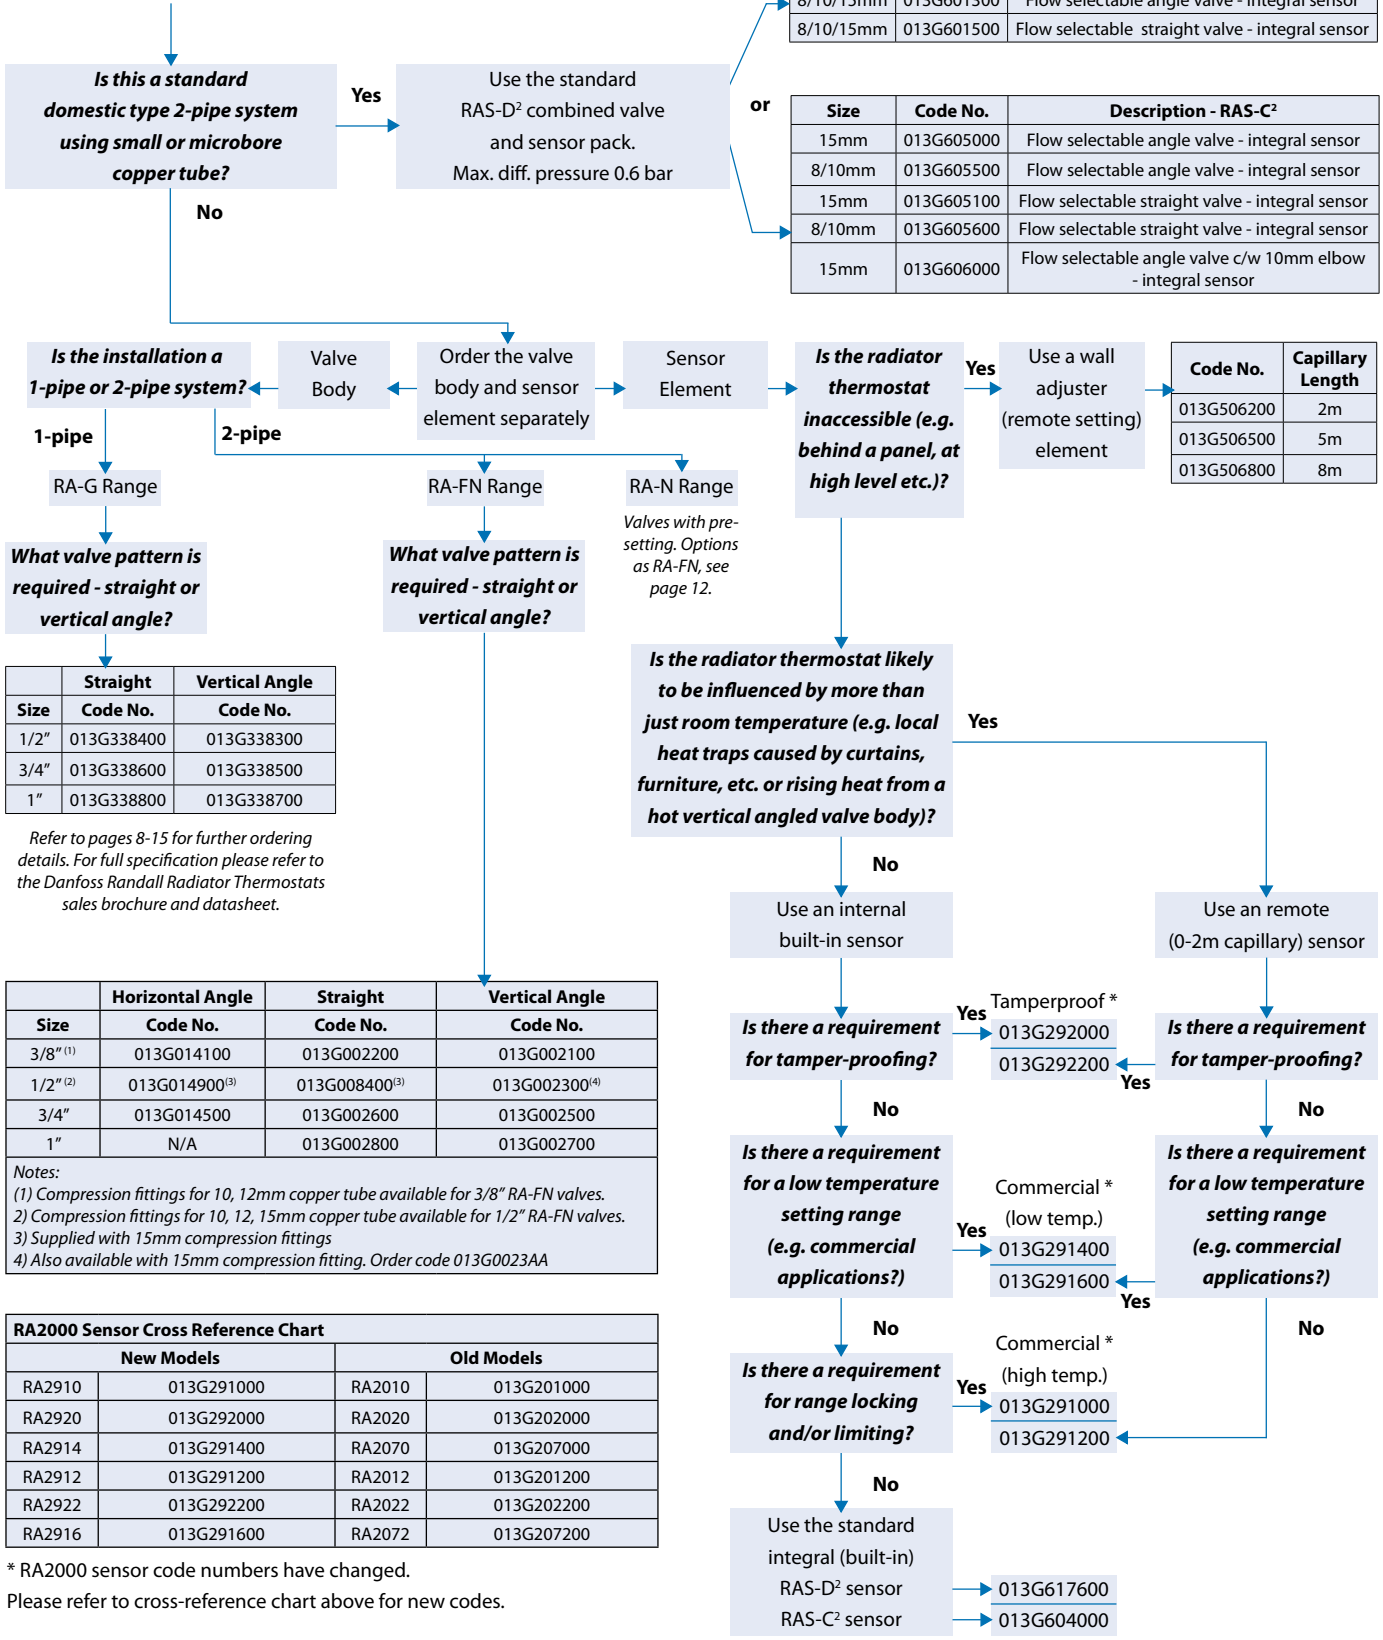 8/10/15mm 013G601300 Flow selectable angle valve - integral sensor
8/10/15mm 013G601500 Flow selectable straight valve - integral sensor
Is this a standard
domestic type 2-pipe system
using small or microbore
copper tube?
Yes
Use the standard
RAS-D² combined valve
and sensor pack.
Max. diff. pressure 0.6 bar
or
Size Code No. Description - RAS-C²
15mm 013G605000 Flow selectable angle valve - integral sensor
8/10mm 013G605500 Flow selectable angle valve - integral sensor
15mm 013G605100 Flow selectable straight valve - integral sensor
8/10mm 013G605600 Flow selectable straight valve - integral sensor
15mm 013G606000 Flow selectable angle valve c/w 10mm elbow
- integral sensor
No
Is the installation a
1-pipe or 2-pipe system?
Valve
Body
Order the valve
body and sensor
element separately
Sensor
Element
Is the radiator
thermostat
inaccessible (e.g.
behind a panel, at
high level etc.)?
Yes
Use a wall
adjuster
(remote setting)
element
Code No. Capillary
Length
013G506200 2m
013G506500 5m
013G506800 8m
1-pipe
2-pipe
RA-G Range
RA-FN Range
RA-N Range
Valves with pre-
setting. Options
as RA-FN, see
page 12.
What valve pattern is
required - straight or
vertical angle?
What valve pattern is
required - straight or
vertical angle?
Straight Vertical Angle
Size Code No. Code No.
1/2" 013G338400 013G338300
3/4" 013G338600 013G338500
1" 013G338800 013G338700
Refer to pages 8-15 for further ordering
details. For full specification please refer to
the Danfoss Randall Radiator Thermostats
sales brochure and datasheet.
Is the radiator thermostat likely
to be influenced by more than
just room temperature (e.g. local
heat traps caused by curtains,
furniture, etc. or rising heat from a
hot vertical angled valve body)?
Yes
No
Use an internal
built-in sensor
Use an remote
(0-2m capillary) sensor
Horizontal Angle Straight Vertical Angle
Size Code No. Code No. Code No.
3/8" (1) 013G014100 013G002200 013G002100
1/2" (2) 013G014900(3) 013G008400(3) 013G002300(4)
3/4" 013G014500 013G002600 013G002500
1" N/A 013G002800 013G002700
Notes:
(1) Compression fittings for 10, 12mm copper tube available for 3/8" RA-FN valves.
2) Compression fittings for 10, 12, 15mm copper tube available for 1/2" RA-FN valves.
3) Supplied with 15mm compression fittings
4) Also available with 15mm compression fitting. Order code 013G0023AA
Is there a requirement
for tamper-proofing?
Yes
Tamperproof *
013G292000
013G292200
Yes
Is there a requirement
for tamper-proofing?
No
No
Is there a requirement
for a low temperature
setting range
(e.g. commercial
applications?)
Yes
Commercial *
(low temp.)
013G291400
013G291600
Yes
Is there a requirement
for a low temperature
setting range
(e.g. commercial
applications?)
No
No
Is there a requirement
for range locking
and/or limiting?
Yes
Commercial *
(high temp.)
013G291000
013G291200
No
Use the standard
integral (built-in)
RAS-D² sensor 013G617600
RAS-C² sensor 013G604000
RA2000 Sensor Cross Reference Chart
New Models Old Models
RA2910 013G291000 RA2010 013G201000
RA2920 013G292000 RA2020 013G202000
RA2914 013G291400 RA2070 013G207000
RA2912 013G291200 RA2012 013G201200
RA2922 013G292200 RA2022 013G202200
RA2916 013G291600 RA2072 013G207200
* RA2000 sensor code numbers have changed.
Please refer to cross-reference chart above for new codes.